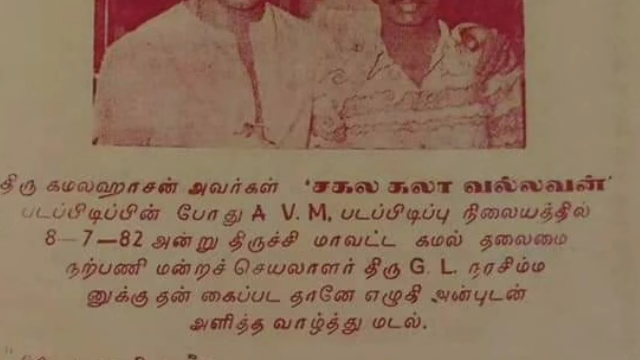 திரு கமலஹாசன் அவர்கள் 'சகல கலா வல்லவன்'
படப்பிடிப்பின் போது A V. M, படப்பிடிப்பு நிலையத்தில்
8-7-82 அன்று திருச்சி மாவட்ட கமல் தலைமை
நற்பணி மன்றச் செயலாளர் திரு G. L. நரசிம்ம
னுக்கு தன் கைப்பட தானே எழுதி அன்புடன்
அளித்த வாழ்த்து மடல்.